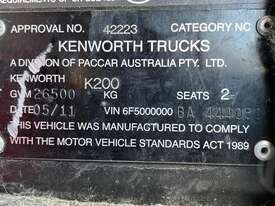 APPROVAL NO. 42223 CATEGORY NC
KENWORTH TRUCKS
A DIVISION OF PACCAR AUSTRALIA PTY. LTD.
KENWORTH K200
GVM 26500 KG SEATS 2
DATE 05/11 VIN 6F5000000
THIS VEHICLE WAS MANUFACTURED TO COMPLY
WITH THE MOTOR VEHICLE STANDARDS ACT 1989